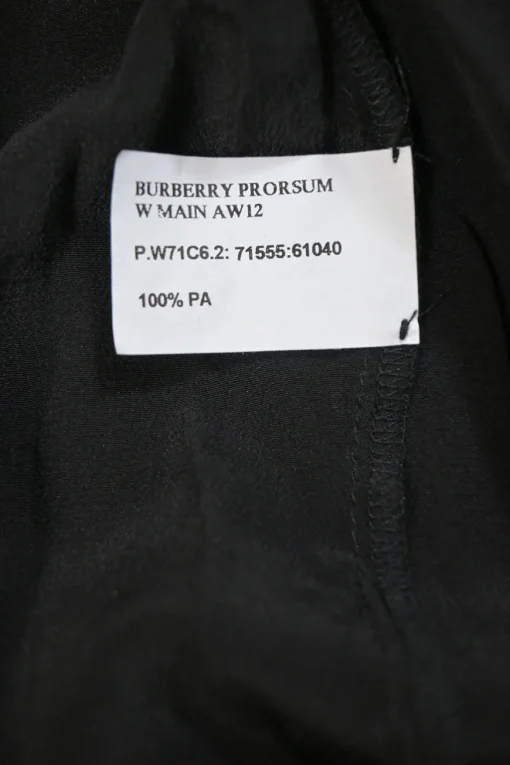 BURBERRY PRORSUM
W MAIN AW12
P.W71C6.2: 71555:61040
100% PA